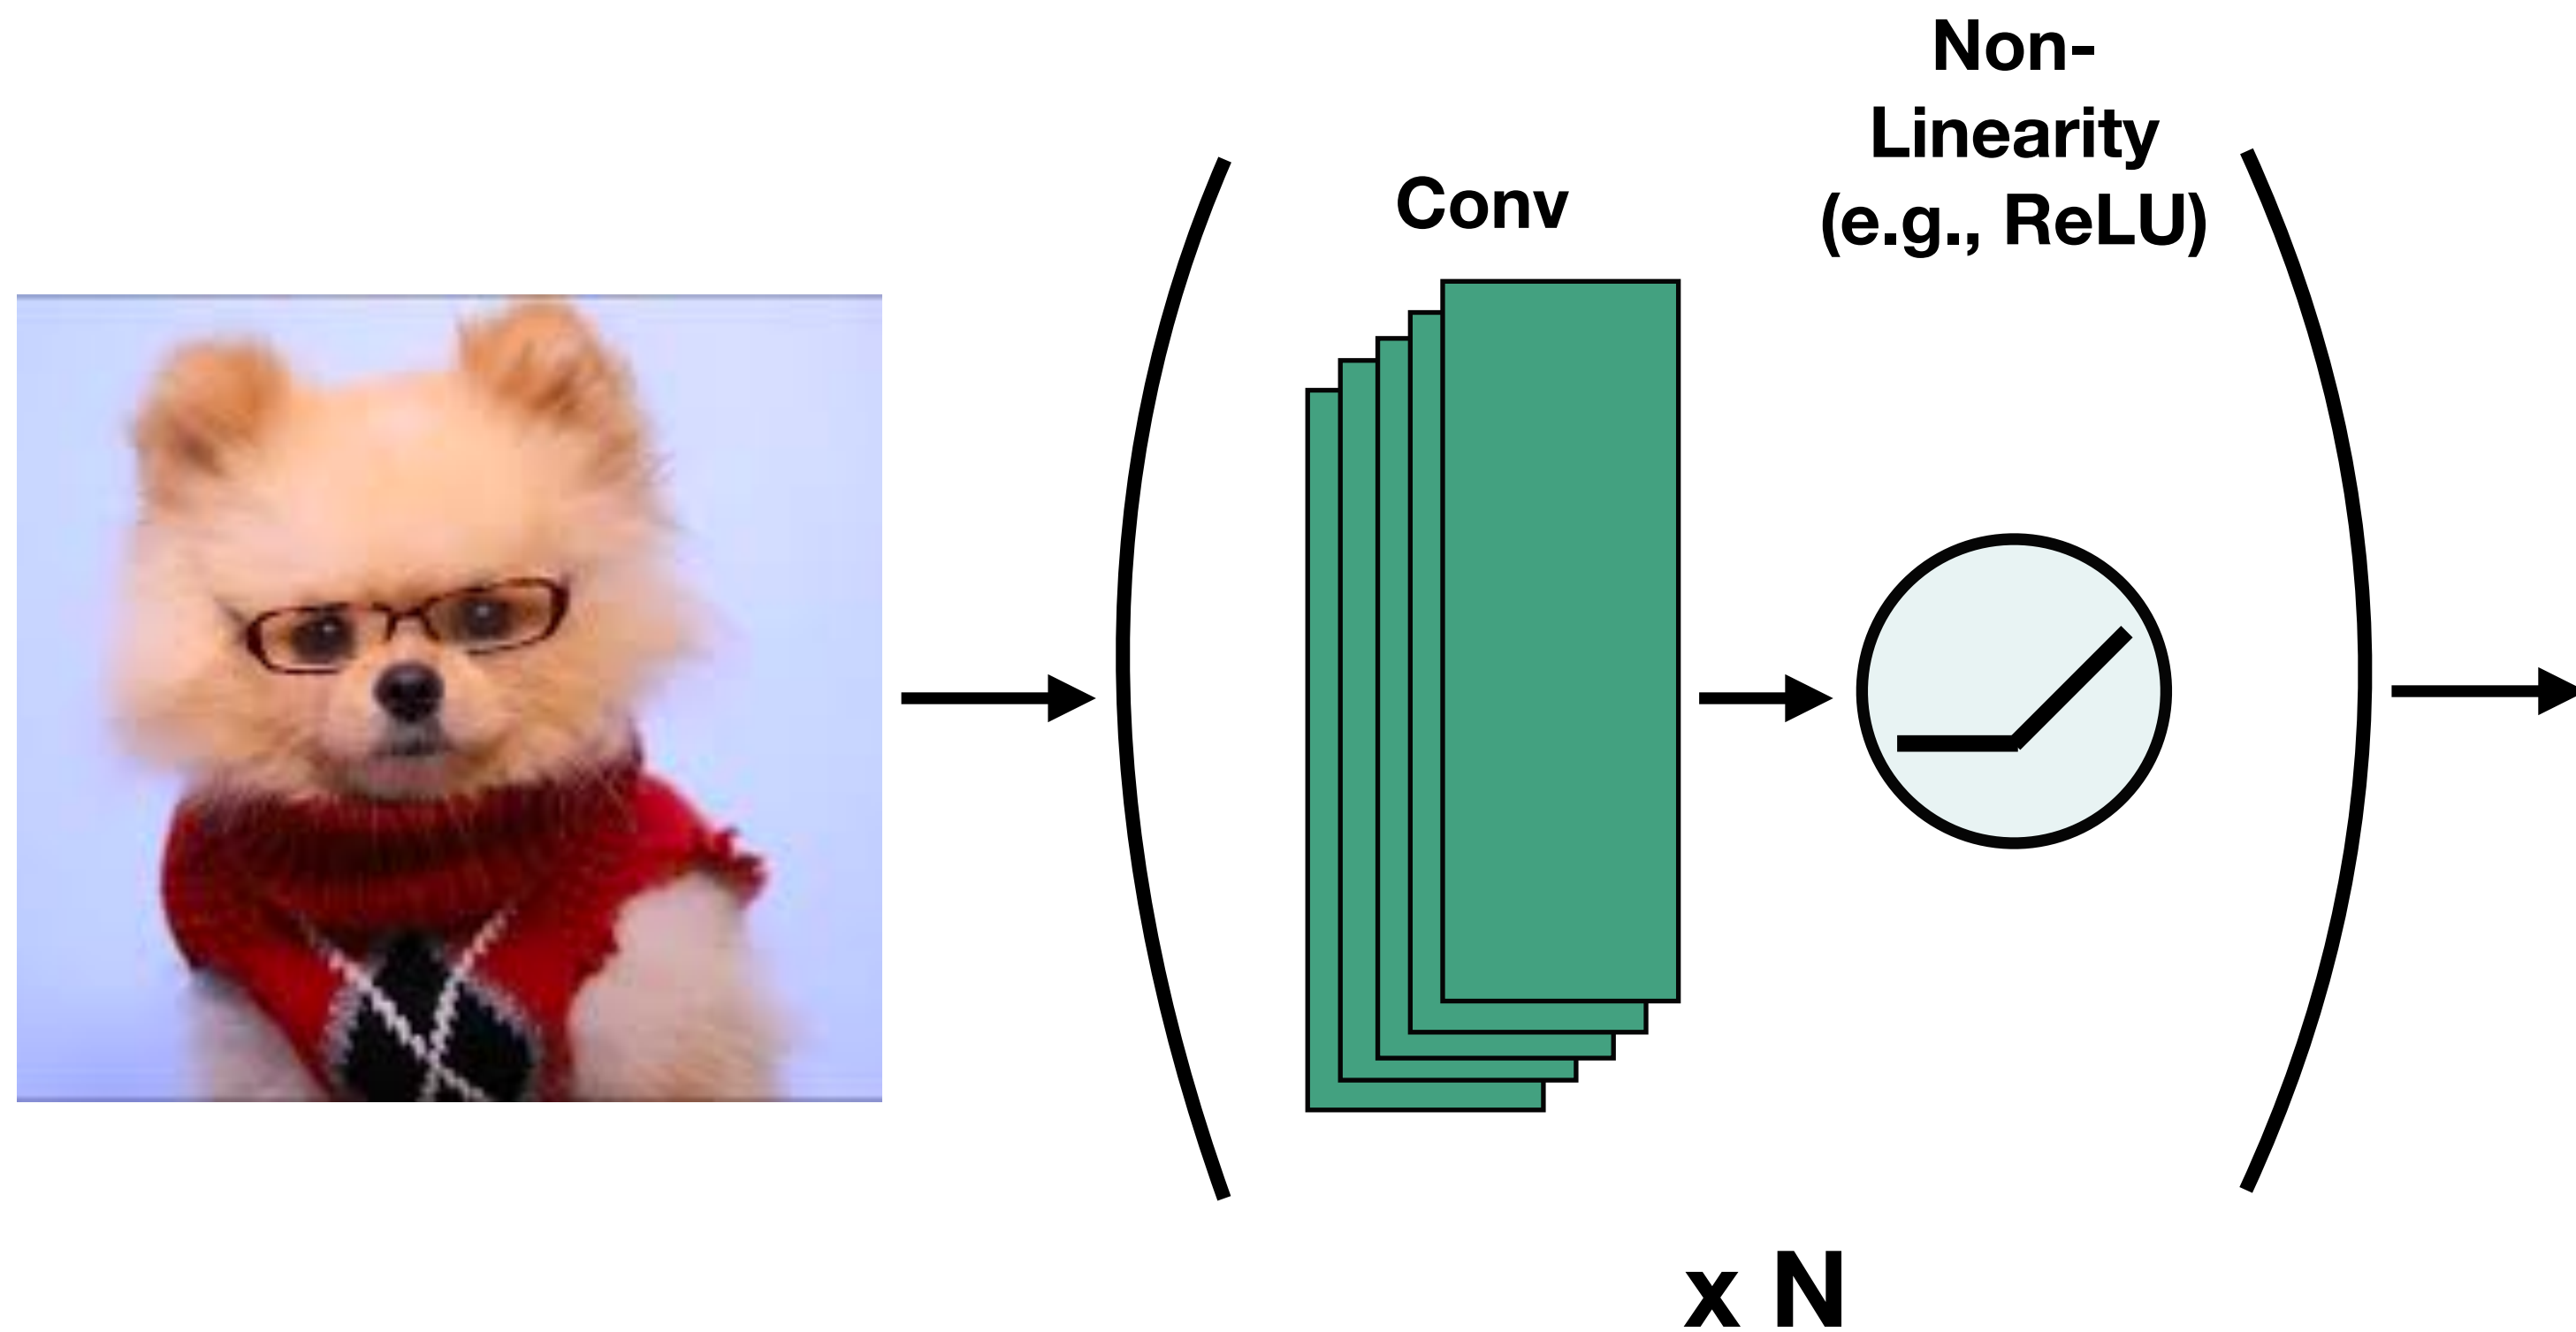 Non-
Linearity
(e.g., ReLU)
Conv
x N